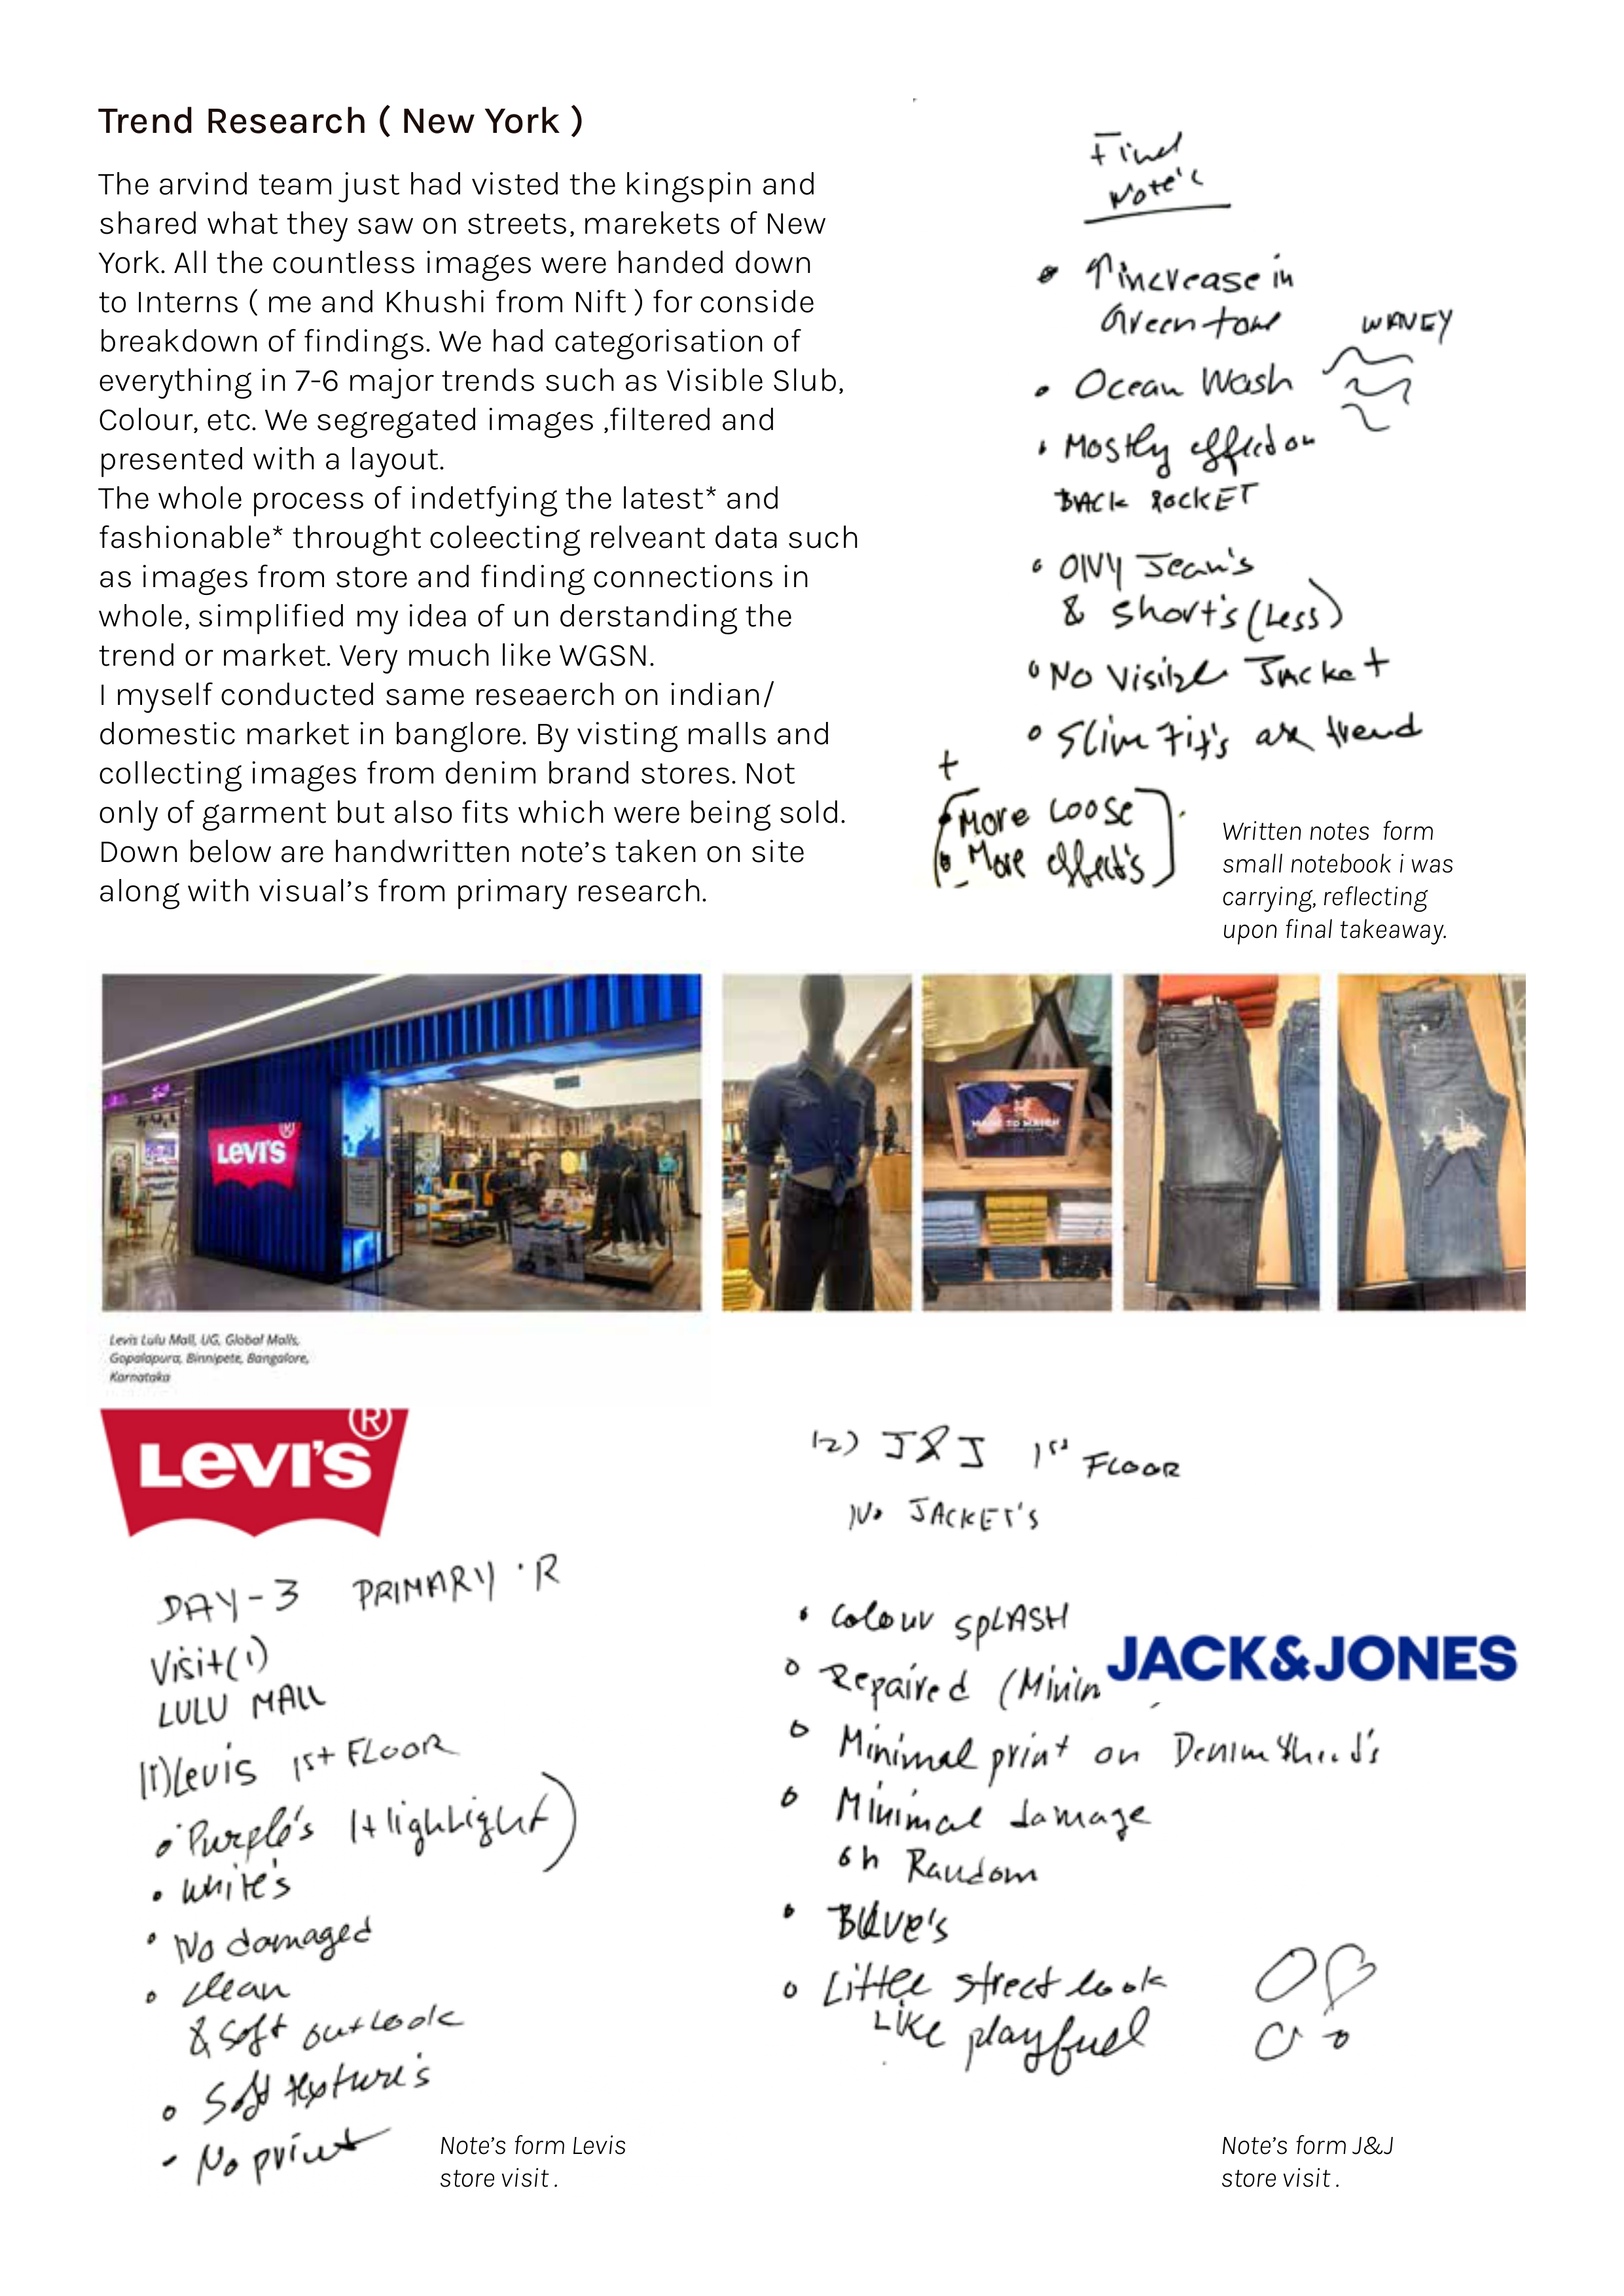 Trend Research ( New York )
The arvind team just had visted the kingspin and
shared what they saw on streets, marekets of New
York. All the countless images were handed down
to Interns ( me and Khushi from Nift ) for conside
breakdown of findings. We had categorisation of
everything in 7-6 major trends such as Visible Slub,
Colour, etc. We segregated images ,filtered and
presented with a layout.
The whole process of indetfying the latest* and
fashionable* throught coleecting relveant data such
as images from store and finding connections in
whole, simplified my idea of un derstanding the
trend or market. Very much like WGSN.
I myself conducted same reseaerch on indian/
domestic market in banglore. By visting malls and
collecting images from denim brand stores. Not
only of garment but also fits which were being sold.
Down below are handwritten note's taken on site
along with visual's from primary research.
Final
Note's
↑increase in
Green tone
WAVEY
Ocean Wash
Mostly effect on
BACK POCKET
ONly Jean's
& Short's (Less)
No Visible Jacket
Slim Fit's are trend
+
[More Loose
More effect's]
Written notes form
small notebook i was
carrying, reflecting
upon final takeaway.
LEVI'S ®
MADE TO MATCH
Levis Lulu Mall, UG, Global Malls,
Gopalapura, Binnipete, Bangalore,
Karnataka
LEVI'S ®
DAY-3 PRIMARY R
Visit(1)
LULU MALL
(1)Levis 1st FLOOR
Purple's Highlight)
White's
No damaged
clean
& soft outlook
Soft texture's
No print
Note's form Levis
store visit .
12) J&J 1st FLOOR
No JACKET'S
Colour SPLASH
JACK&JONES
Repaired (Minim
Minimal print on Denim
Minimal damage
on Random
BLUE's
Little street look
Like playfuel
Note's form J&J
store visit .